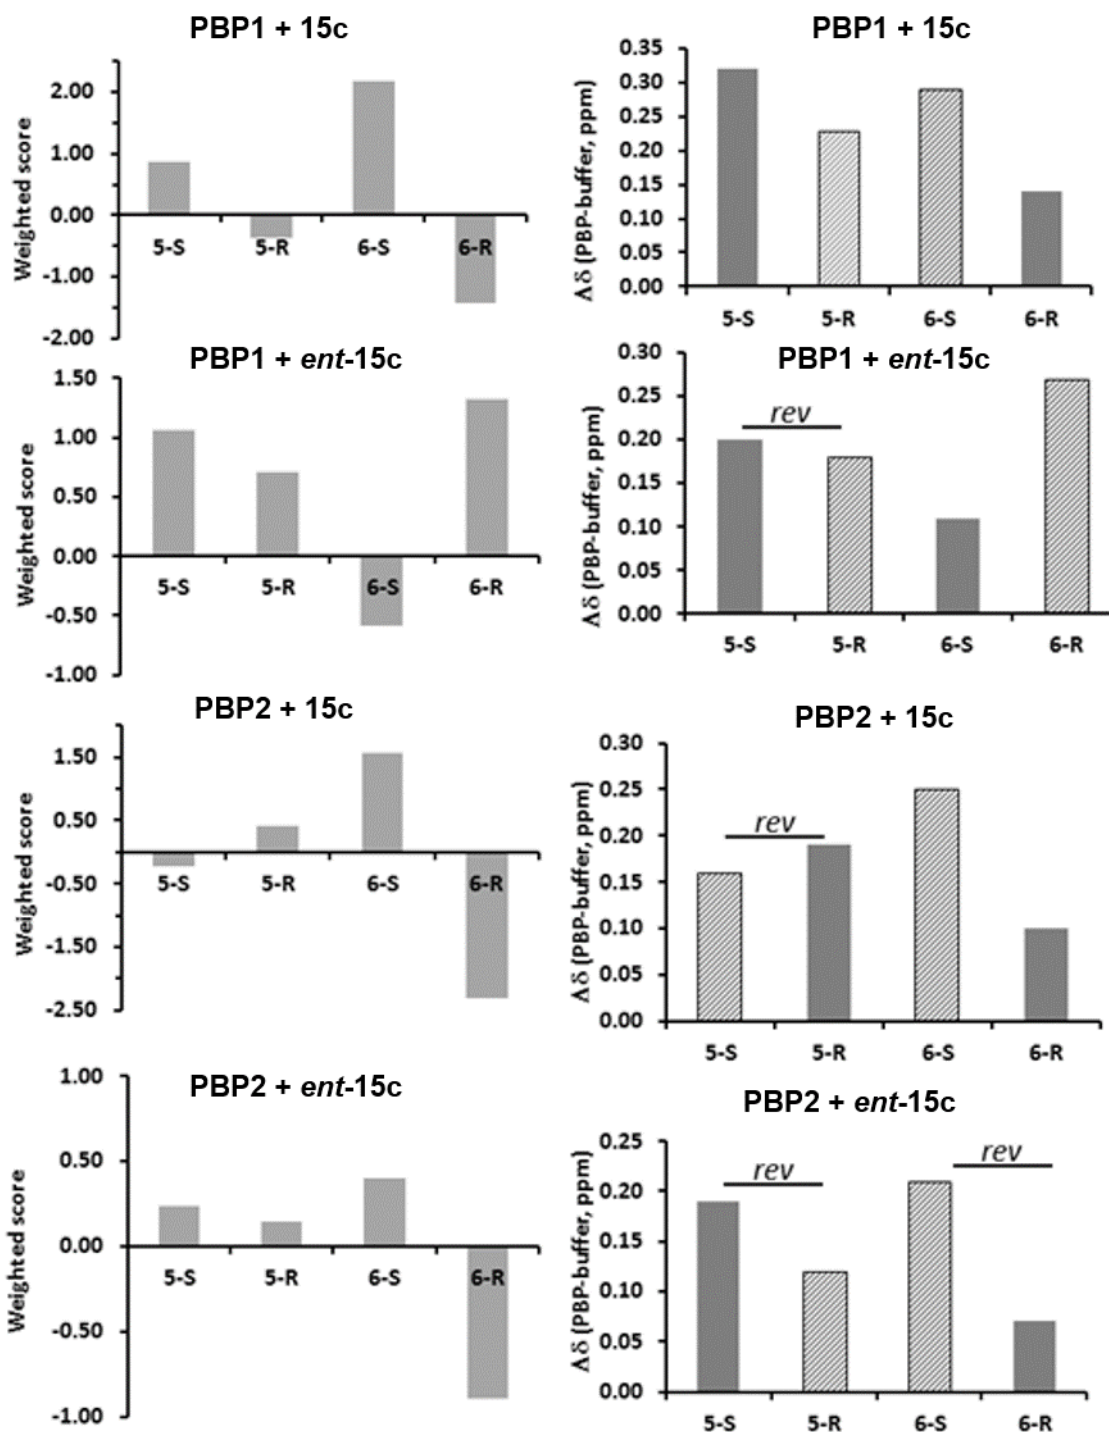 PBP1 + 15c
Weighted score
2.00
1.00
0.00
-1.00
-2.00
5-S 5-R 6-S 6-R
PBP1 + 15c
Δδ (PBP-buffer, ppm)
0.35
0.30
0.25
0.20
0.15
0.10
0.05
0.00
5-S 5-R 6-S 6-R
PBP1 + ent-15c
Weighted score
1.50
1.00
0.50
0.00
-0.50
-1.00
5-S 5-R 6-S 6-R
PBP1 + ent-15c
Δδ (PBP-buffer, ppm)
0.30
0.25
0.20
0.15
0.10
0.05
0.00
rev
5-S 5-R 6-S 6-R
PBP2 + 15c
Weighted score
1.50
0.50
-0.50
-1.50
-2.50
5-S 5-R 6-S 6-R
PBP2 + 15c
Δδ (PBP-buffer, ppm)
0.30
0.25
0.20
0.15
0.10
0.05
0.00
rev
5-S 5-R 6-S 6-R
PBP2 + ent-15c
Weighted score
1.00
0.50
0.00
-0.50
-1.00
5-S 5-R 6-S 6-R
PBP2 + ent-15c
Δδ (PBP-buffer, ppm)
0.25
0.20
0.15
0.10
0.05
0.00
rev rev
5-S 5-R 6-S 6-R